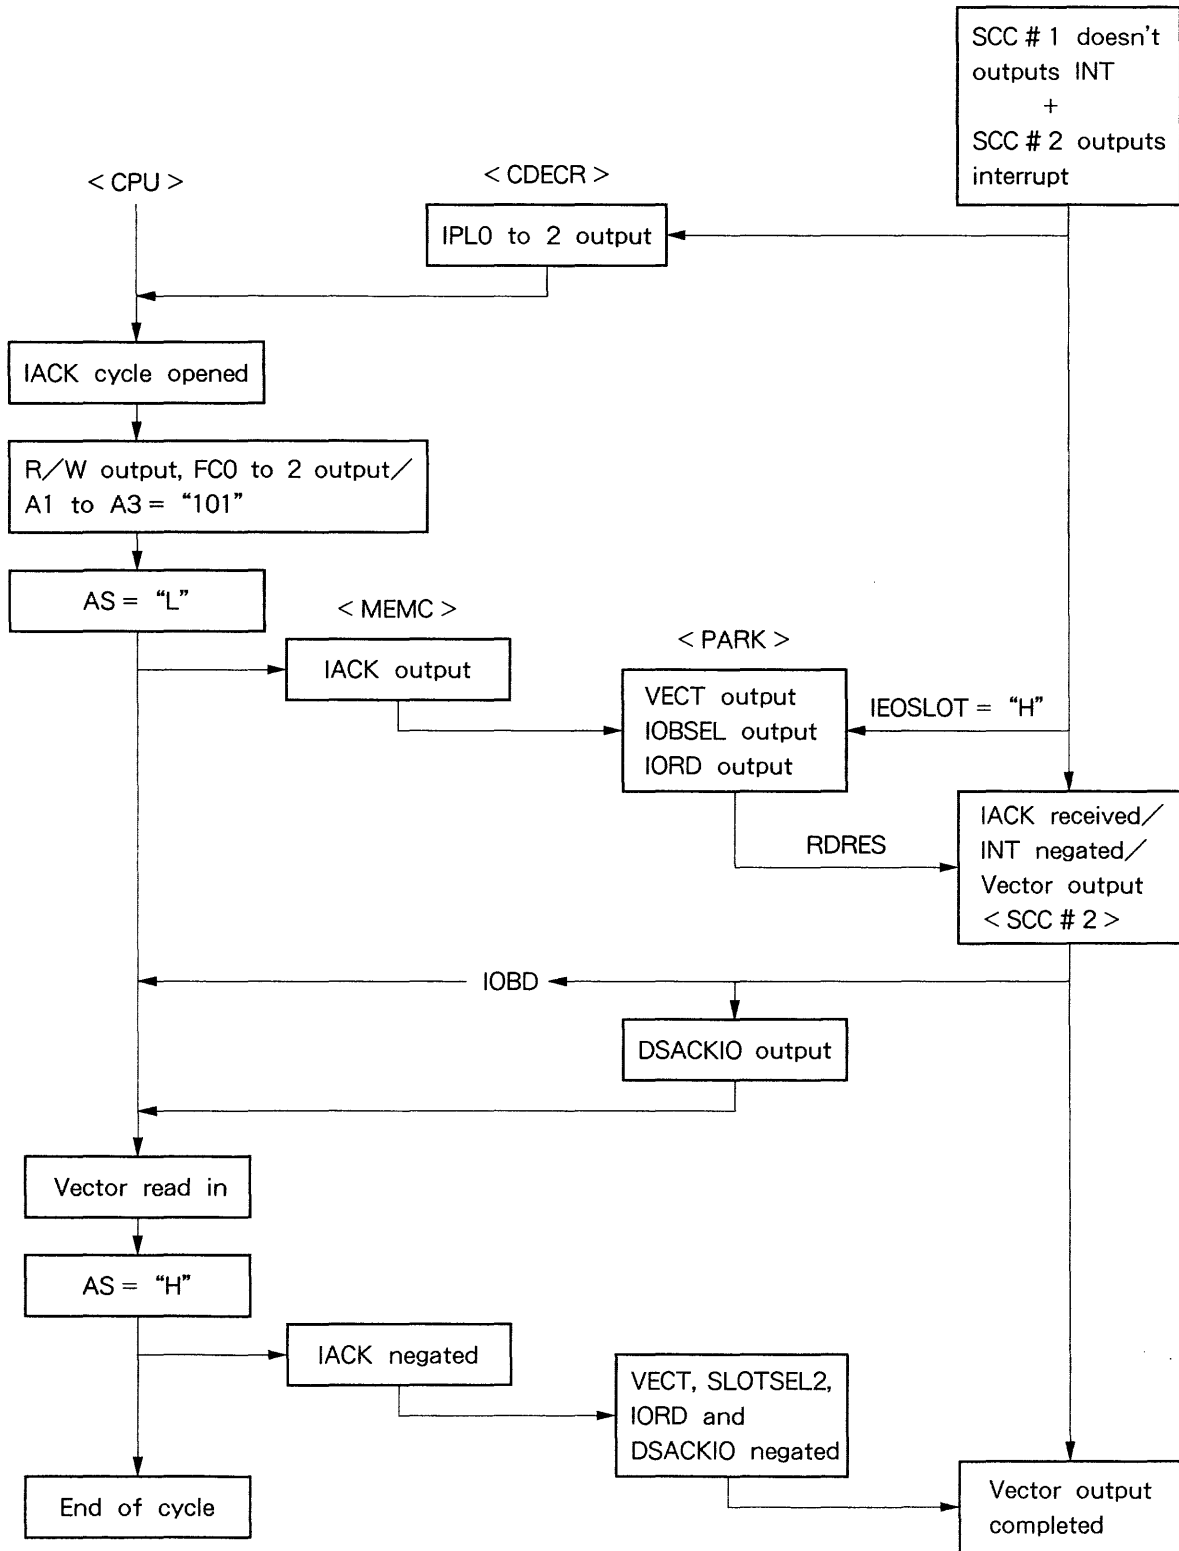 SCC # 1 doesn't
outputs INT
+
SCC # 2 outputs
interrupt
< CPU >
< CDECR >
IPL0 to 2 output
IACK cycle opened
R/W output, FC0 to 2 output/
A1 to A3 = "101"
AS = "L"
< MEMC >
IACK output
< PARK >
VECT output
IOBSEL output
IORD output
IEOSLOT = "H"
RDRES
IACK received/
INT negated/
Vector output
< SCC # 2 >
IOBD
DSACKIO output
Vector read in
AS = "H"
IACK negated
VECT, SLOTSEL2,
IORD and
DSACKIO negated
End of cycle
Vector output
completed